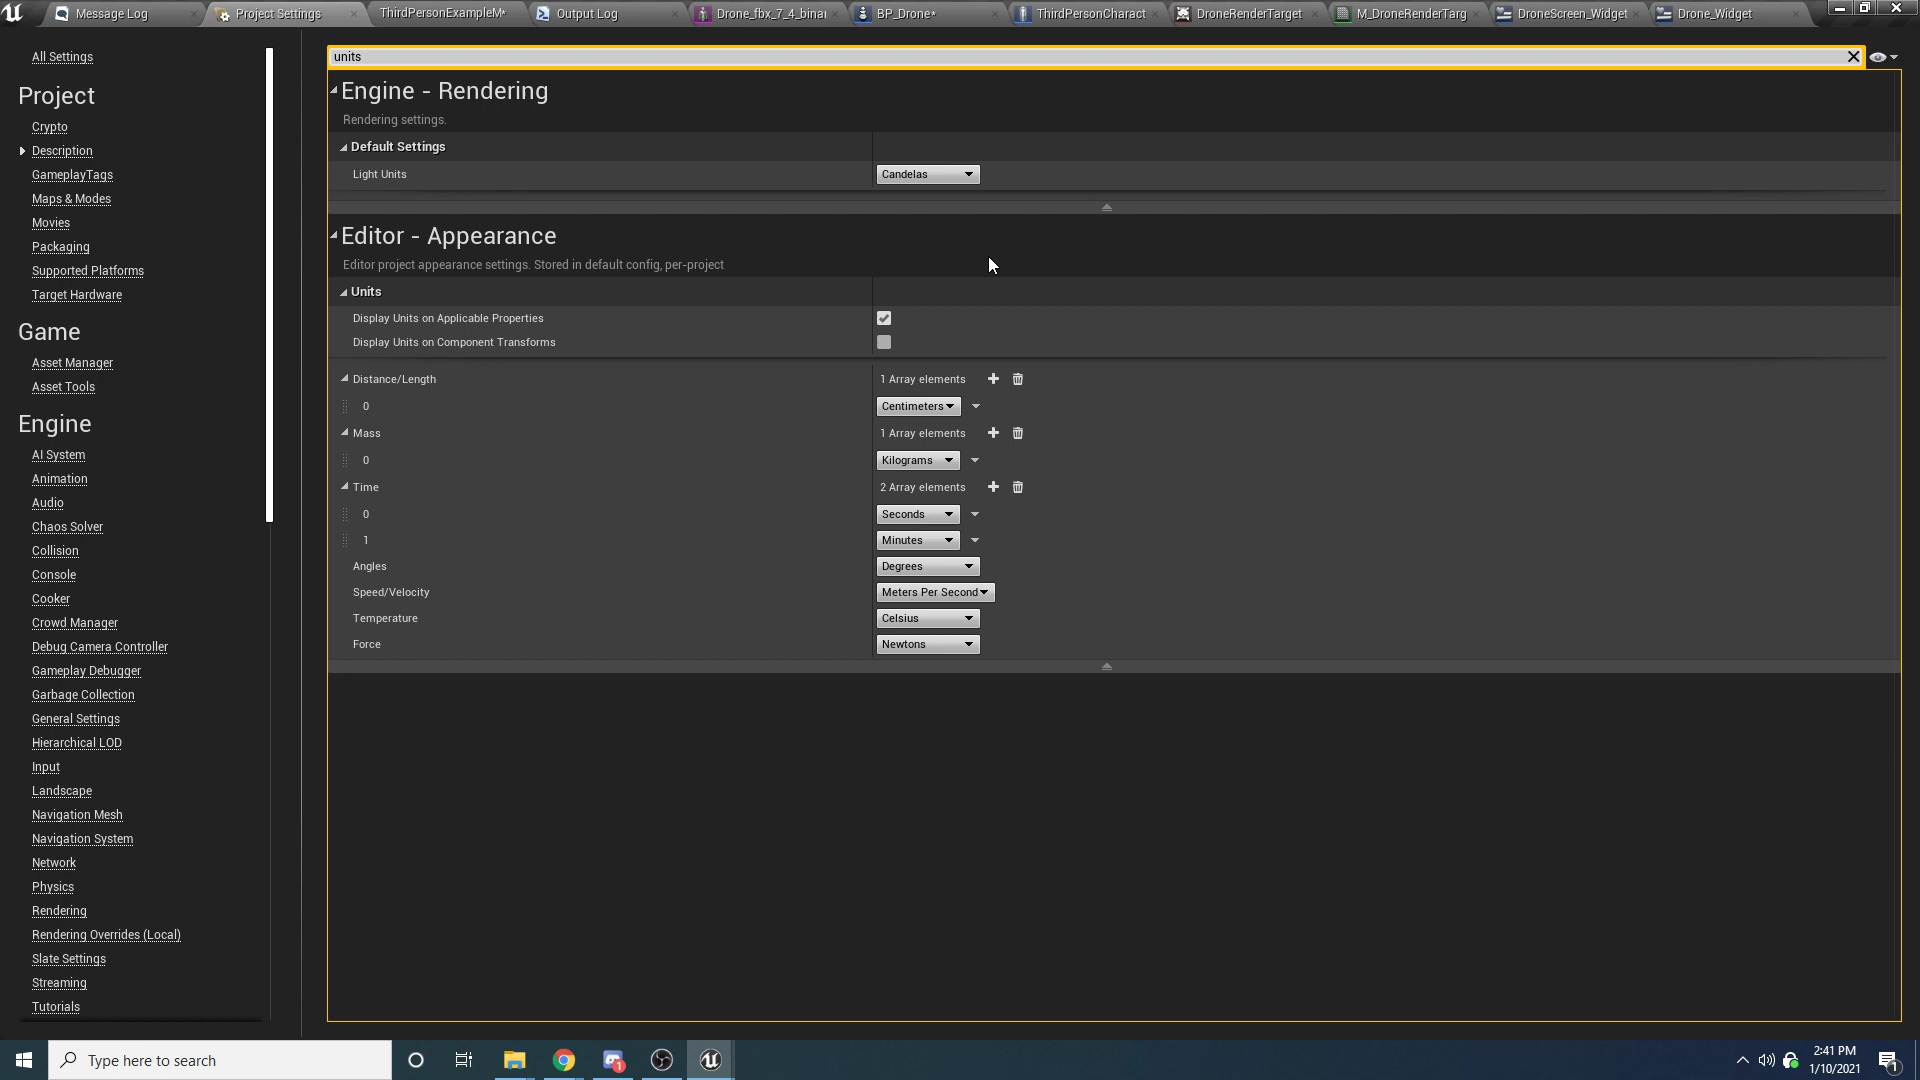 Message Log
Project Settings
ThirdPersonExampleM*
Output Log
Drone_fbx_7_4_binar
BP_Drone*
ThirdPersonCharact
DroneRenderTarget
M_DroneRenderTarg
DroneScreen_Widget
Drone_Widget
All Settings
Project
Crypto
Description
GameplayTags
Maps & Modes
Movies
Packaging
Supported Platforms
Target Hardware
Game
Asset Manager
Asset Tools
Engine
AI System
Animation
Audio
Chaos Solver
Collision
Console
Cooker
Crowd Manager
Debug Camera Controller
Gameplay Debugger
Garbage Collection
General Settings
Hierarchical LOD
Input
Landscape
Navigation Mesh
Navigation System
Network
Physics
Rendering
Rendering Overrides (Local)
Slate Settings
Streaming
Tutorials
units
Engine - Rendering
Rendering settings.
Default Settings
Light Units Candelas
Editor - Appearance
Editor project appearance settings. Stored in default config, per-project
Units
Display Units on Applicable Properties
Display Units on Component Transforms
Distance/Length 1 Array elements
0 Centimeters
Mass 1 Array elements
0 Kilograms
Time 2 Array elements
0 Seconds
1 Minutes
Angles Degrees
Speed/Velocity Meters Per Second
Temperature Celsius
Force Newtons
Type here to search
1
2:41 PM
1/10/2021
1